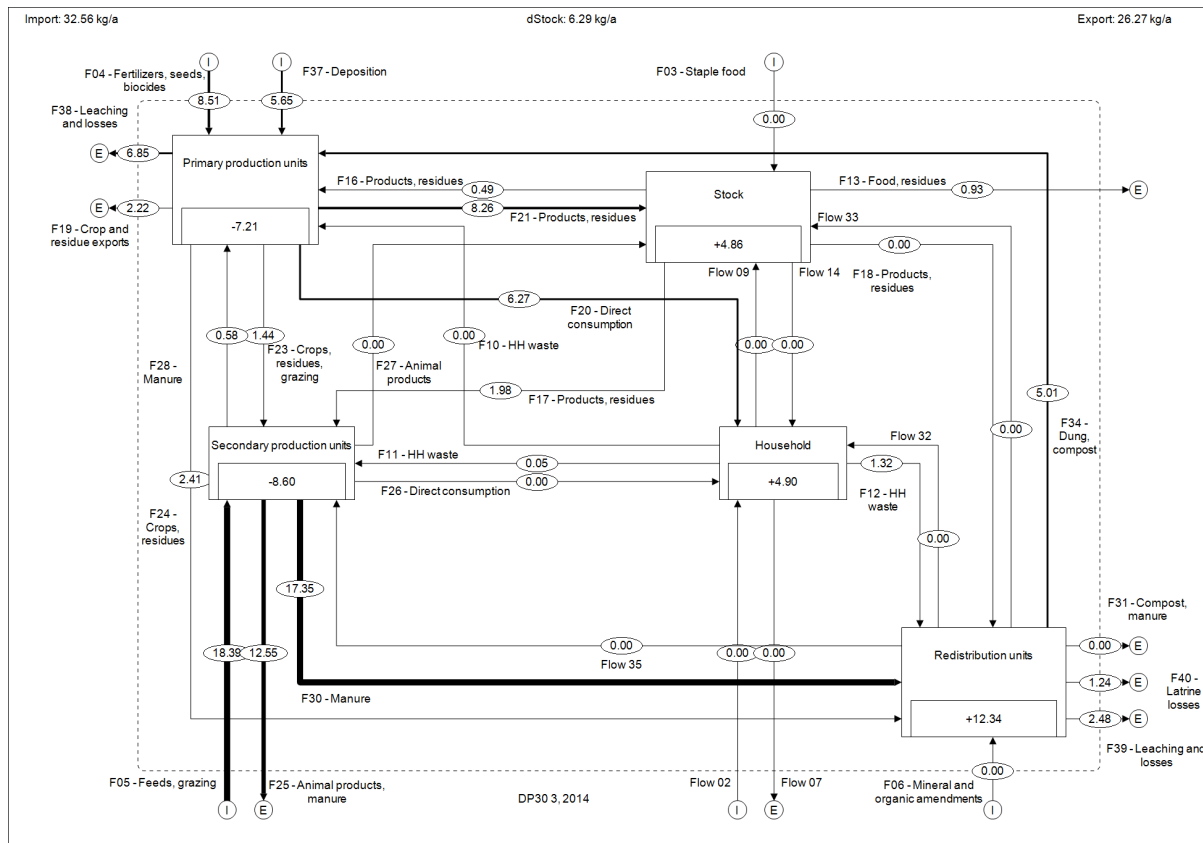 Import: 32.56 kg/a
dStock: 6.29 kg/a
Export: 26.27 kg/a
I
I
I
F04 - Fertilizers, seeds,
biocides
F37 - Deposition
F03 - Staple food
8.51
5.65
F38 - Leaching
and losses
0.00
E
6.85
Primary production units
F16 - Products, residues
0.49
Stock
F13 - Food, residues
0.93
E
E
2.22
8.26
F21 - Products, residues
F19 - Crop and
residue exports
-7.21
+4.86
Flow 33
0.00
F18 - Products,
residues
Flow 09
Flow 14
6.27
F20 - Direct
consumption
0.58
1.44
0.00
0.00
0.00
0.00
F10 - HH waste
F23 - Crops,
residues,
grazing
F27 - Animal
products
F28 -
Manure
1.98
F17 - Products, residues
5.01
0.00
F34 -
Dung,
compost
Secondary production units
Household
Flow 32
F11 - HH waste
0.05
1.32
-8.60
+4.90
2.41
F26 - Direct consumption
0.00
F12 - HH
waste
F24 -
Crops,
residues
0.00
17.35
F31 - Compost,
manure
18.39
12.55
0.00
Flow 35
0.00
0.00
Redistribution units
0.00
E
F30 - Manure
1.24
E
F40 -
Latrine
losses
+12.34
2.48
E
F39 - Leaching and
losses
0.00
F05 - Feeds, grazing
F25 - Animal products,
manure
Flow 02
Flow 07
F06 - Mineral and
organic amendments
DP30 3, 2014
I
E
I
E
I